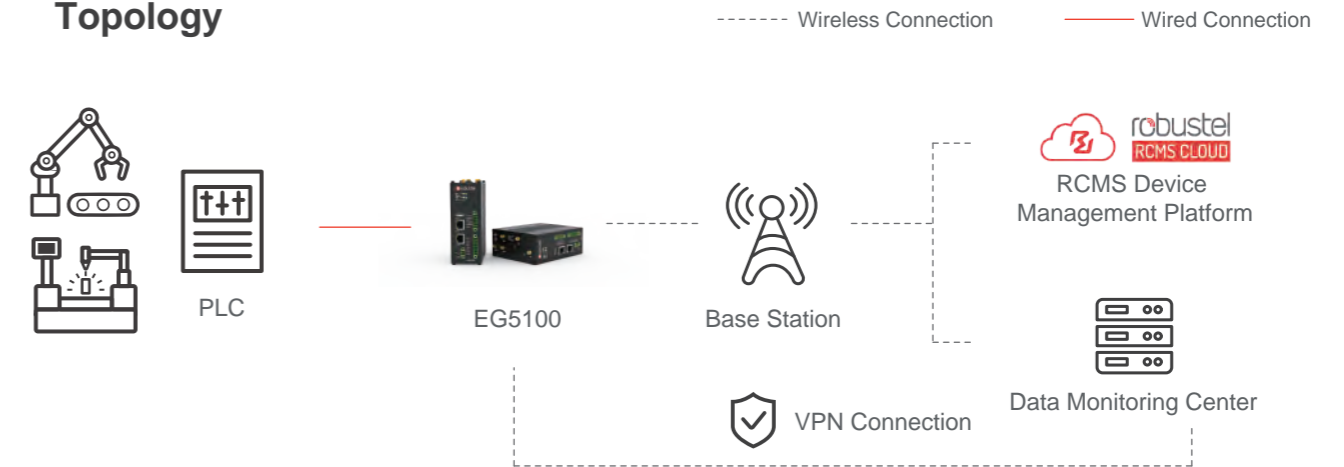 Topology
Wireless Connection
Wired Connection
robustel
RCMS CLOUD
RCMS Device
Management Platform
PLC
EG5100
Base Station
Data Monitoring Center
VPN Connection